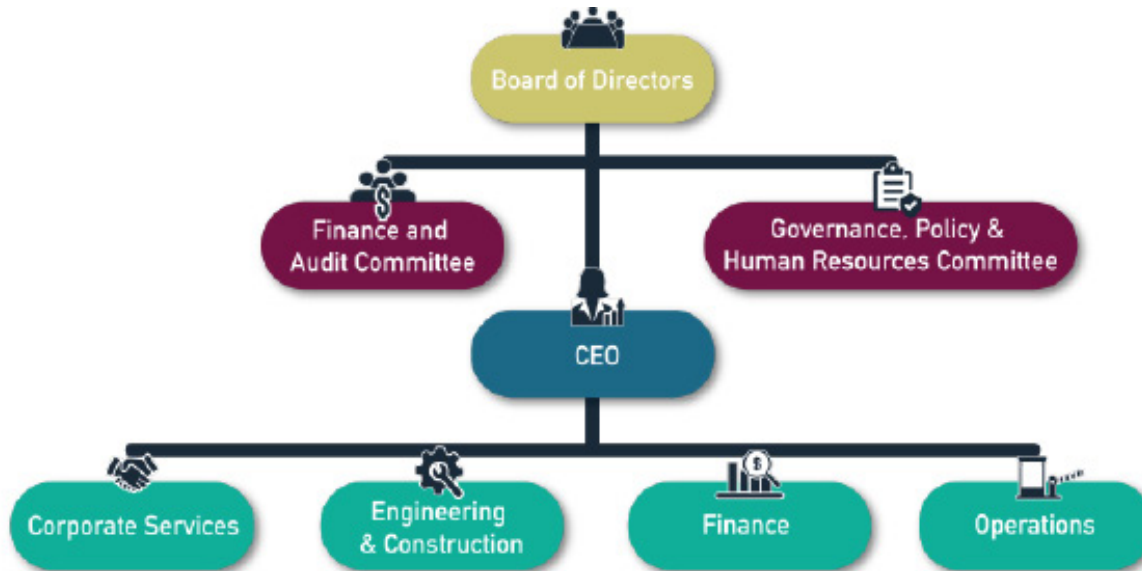 Board of Directors
Finance and
Audit Committee
Governance, Policy &
Human Resources Committee
CEO
Corporate Services
Engineering
& Construction
$
Finance
Operations